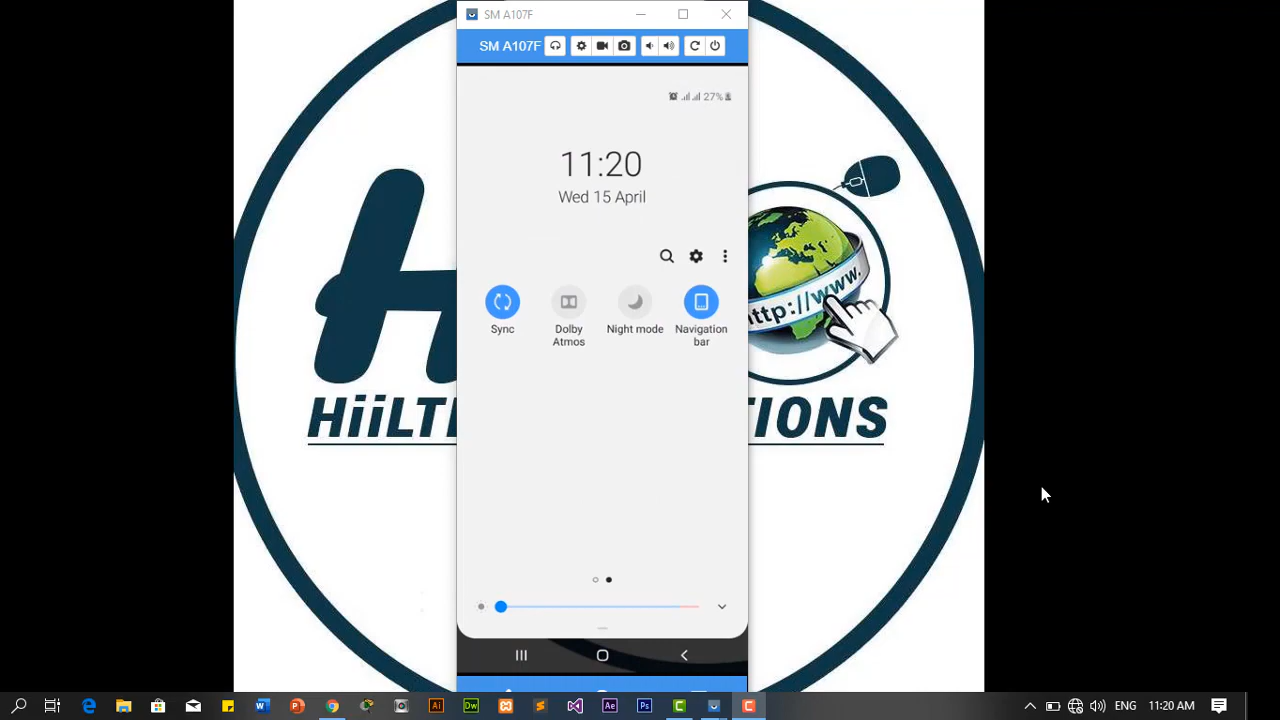 SM A107F
SM A107F
27%
11:20
Wed 15 April
Sync
Dolby
Atmos
Night mode
Navigation
bar
http://www.
HiiLT
TIONS
ENG
11:20 AM